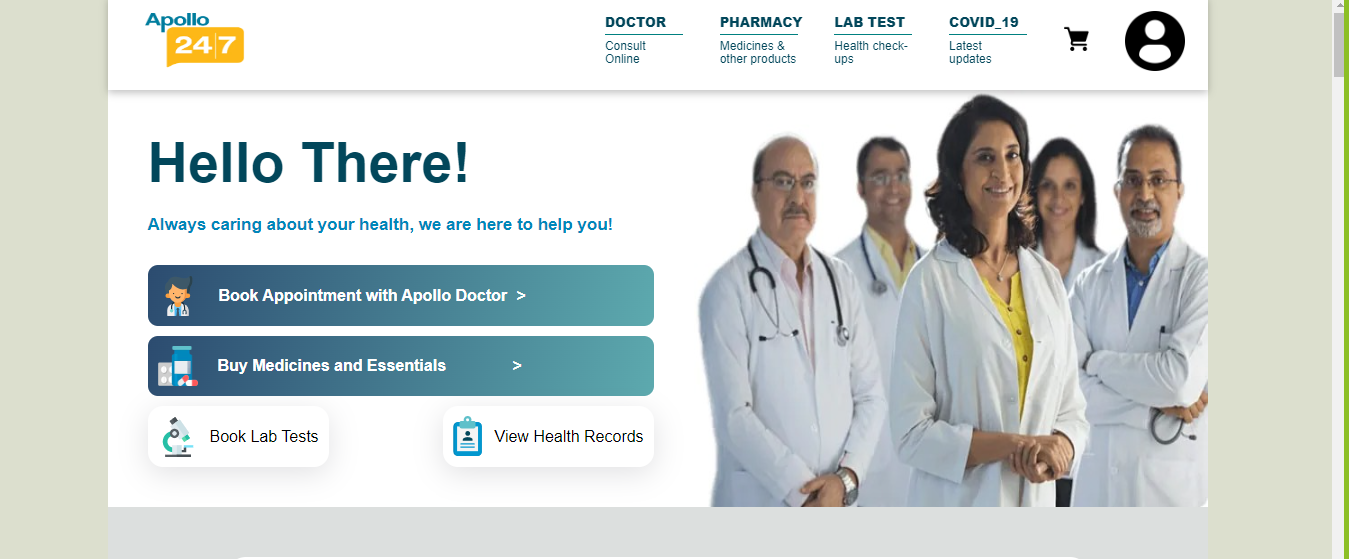 Apollo
24|7
DOCTOR
Consult
Online
PHARMACY
Medicines &
other products
LAB TEST
Health check-
ups
COVID_19
Latest
updates
Hello There!
Always caring about your health, we are here to help you!
Book Appointment with Apollo Doctor >
Buy Medicines and Essentials >
Book Lab Tests
View Health Records